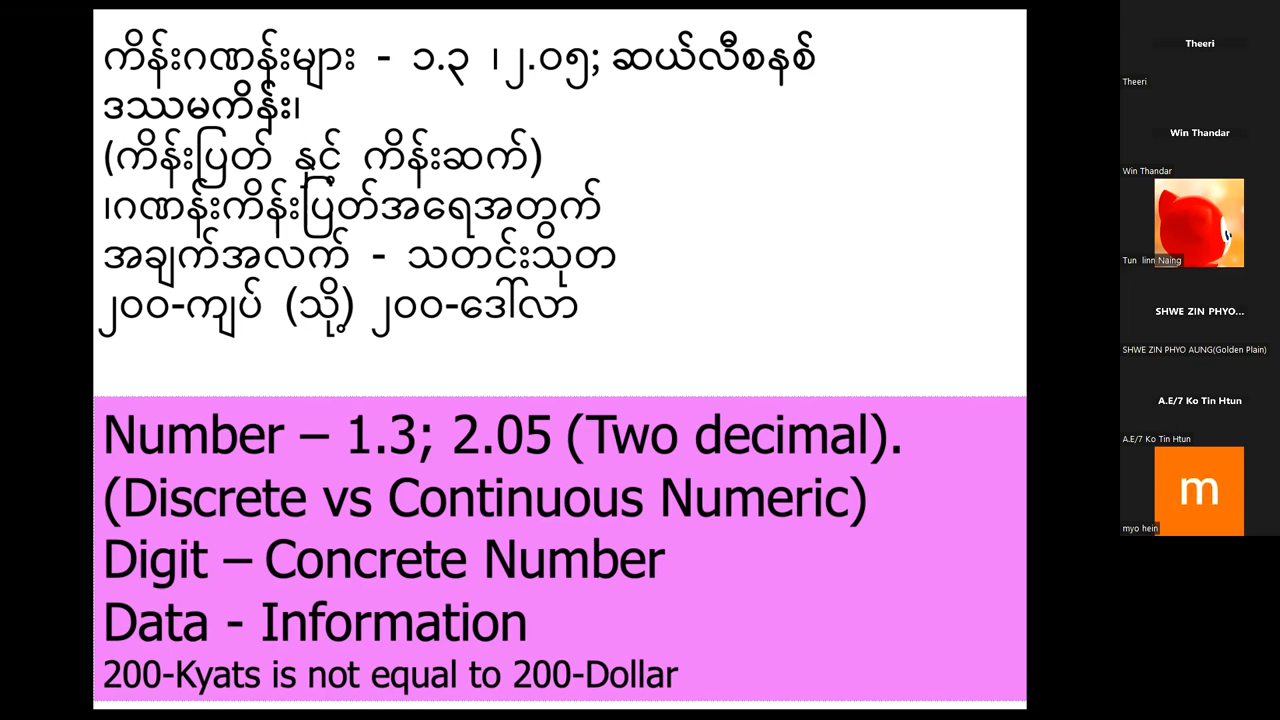 ကိန်းဂဏန်းများ - ၁.၃ ၊၂.၀၅; ဆယ်လီစနစ်
ဒဿမကိန်း၊
(ကိန်းပြတ် နှင့် ကိန်းဆက်)
၊ဂဏန်းကိန်းပြတ်အရေအတွက်
အချက်အလက် - သတင်းသုတ
၂၀၀-ကျပ် (သို့) ၂၀၀-ဒေါ်လာ
Number – 1.3; 2.05 (Two decimal).
(Discrete vs Continuous Numeric)
Digit – Concrete Number
Data - Information
200-Kyats is not equal to 200-Dollar
Theeri
Theeri
Win Thandar
Win Thandar
Tun linn Naing
SHWE ZIN PHYO...
SHWE ZIN PHYO AUNG(Golden Plain)
A.E/7 Ko Tin Htun
A.E/7 Ko Tin Htun
m
myo hein